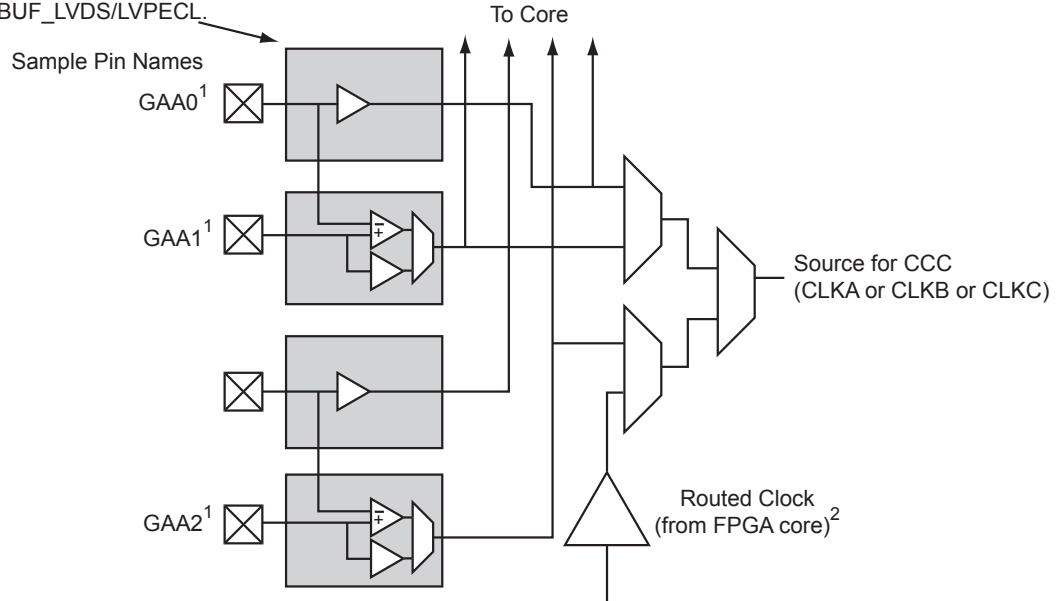 BUF_LVDS/LVPECL.
To Core
Sample Pin Names
GAA0¹
GAA1¹
Source for CCC
(CLKA or CLKB or CLKC)
GAA2¹
Routed Clock
(from FPGA core)²